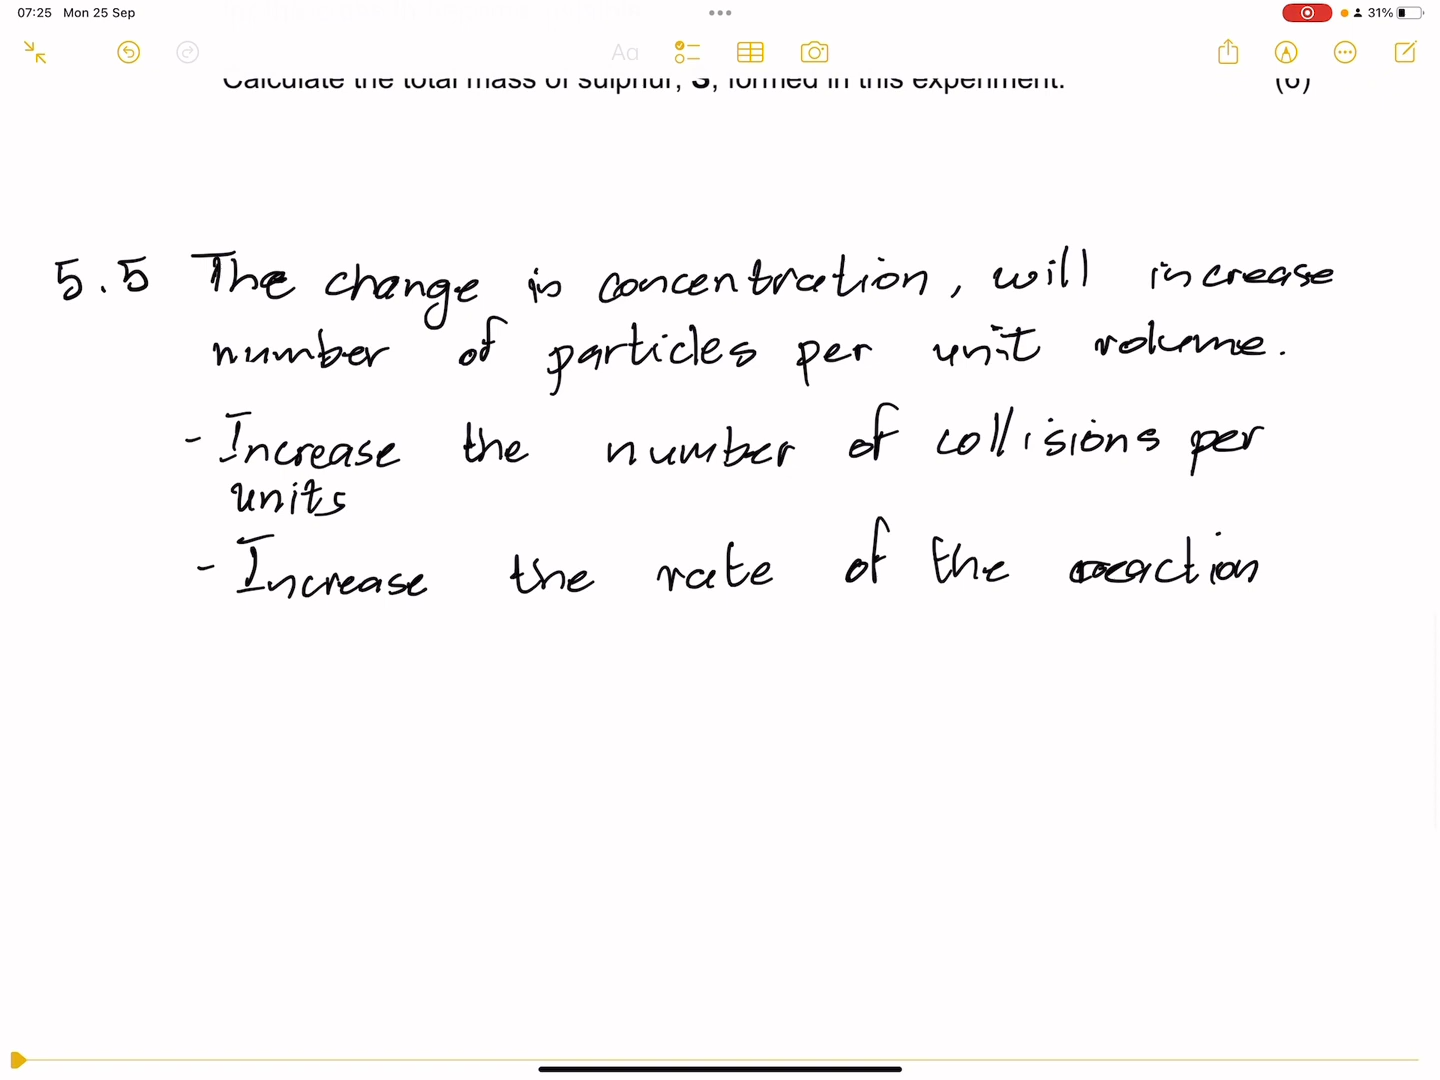 07:25 Mon 25 Sep
31%
Aa
Calculate the total mass of sulphur, S, formed in this experiment. (6)
5.5 The change in concentration, will increase
number of particles per unit volume.
- Increase the number of collisions per
units
- Increase the rate of the reaction